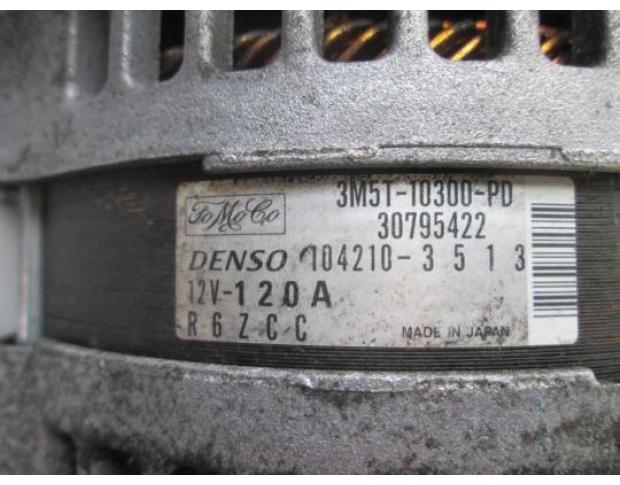 FoMoCo
3M5T-10300-PD
30795422
DENSO 104210-3513
12V-120A
R6ZCC
MADE IN JAPAN